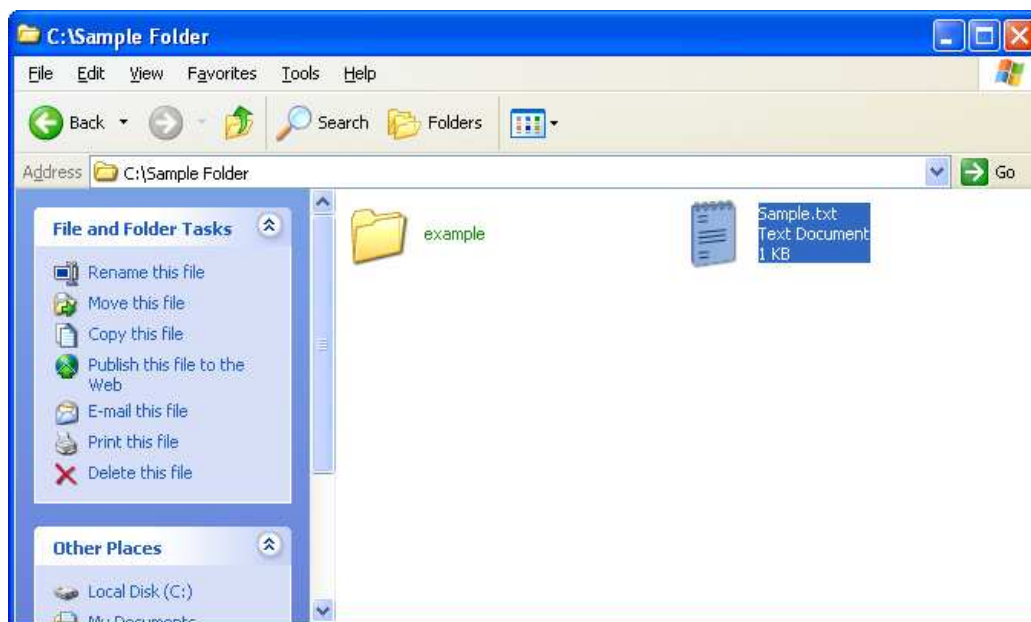 C:\Sample Folder
File Edit View Favorites Tools Help
Back Search Folders
Address C:\Sample Folder Go
File and Folder Tasks
Rename this file
Move this file
Copy this file
Publish this file to the
Web
E-mail this file
Print this file
Delete this file
Other Places
Local Disk (C:)
My Documents
example
Sample.txt
Text Document
1 KB